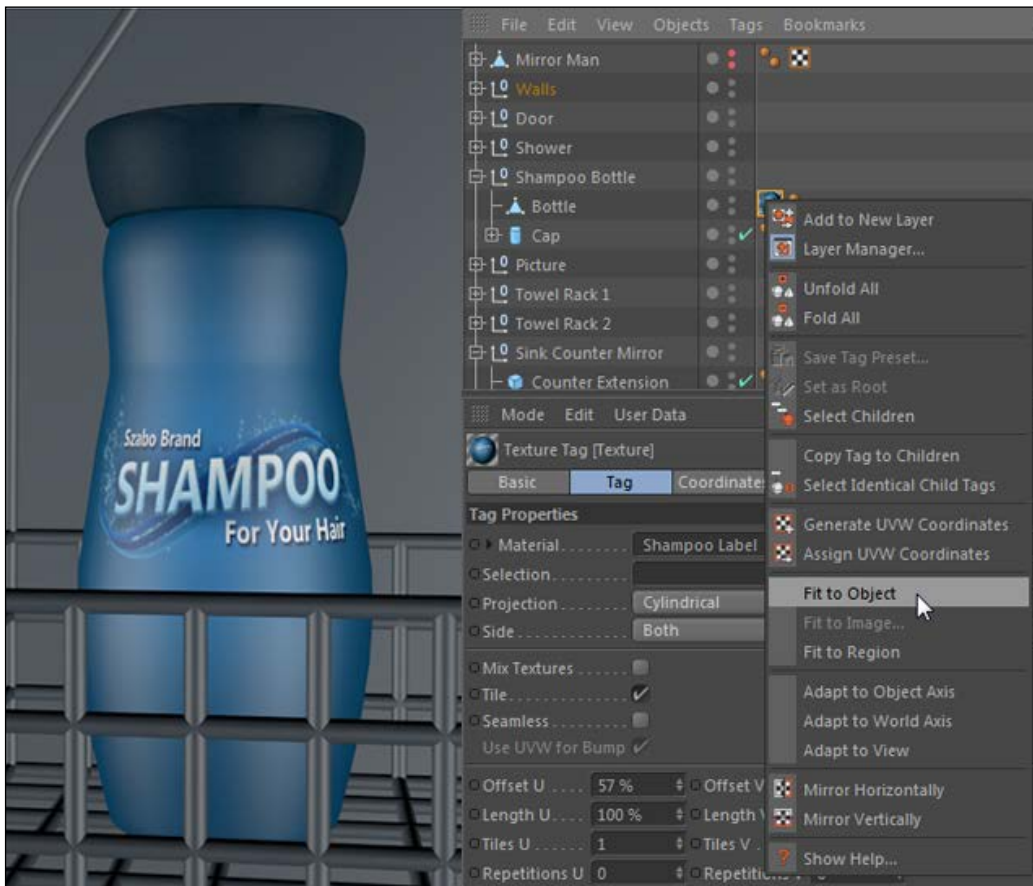 File Edit UVW Objects Tags Bookmarks
Mirror Man
Walls
Door
Shower
Shampoo Bottle
Bottle
Cap
Picture
Towel Rack 1
Towel Rack 2
Sink Counter Mirror
Counter Extension
Add to New Layer
Layer Manager...
Unfold All
Fold All
Save Tag Preset...
Set as Root
Select Children
Copy Tag to Children
Select Identical Child Tags
Generate UVW Coordinates
Assign UVW Coordinates
Fit to Object
Fit to Image...
Fit to Region
Adapt to Object Axis
Adapt to World Axis
Adapt to View
Mirror Horizontally
Mirror Vertically
Show Help...
Szabo Brand
SHAMPOO
For Your Hair
Mode Edit User Data
Texture Tag [Texture]
Basic Tag Coordinates
Tag Properties
Material........ Shampoo Label
Selection..........
Projection....... Cylindrical
Side............. Both
Mix Textures
Tile.............
Seamless.......
Use UVW for Bump
Offset U .... 57 % Offset V
Length U.... 100 % Length V
Tiles U ...... 1 Tiles V .
Repetitions U 0